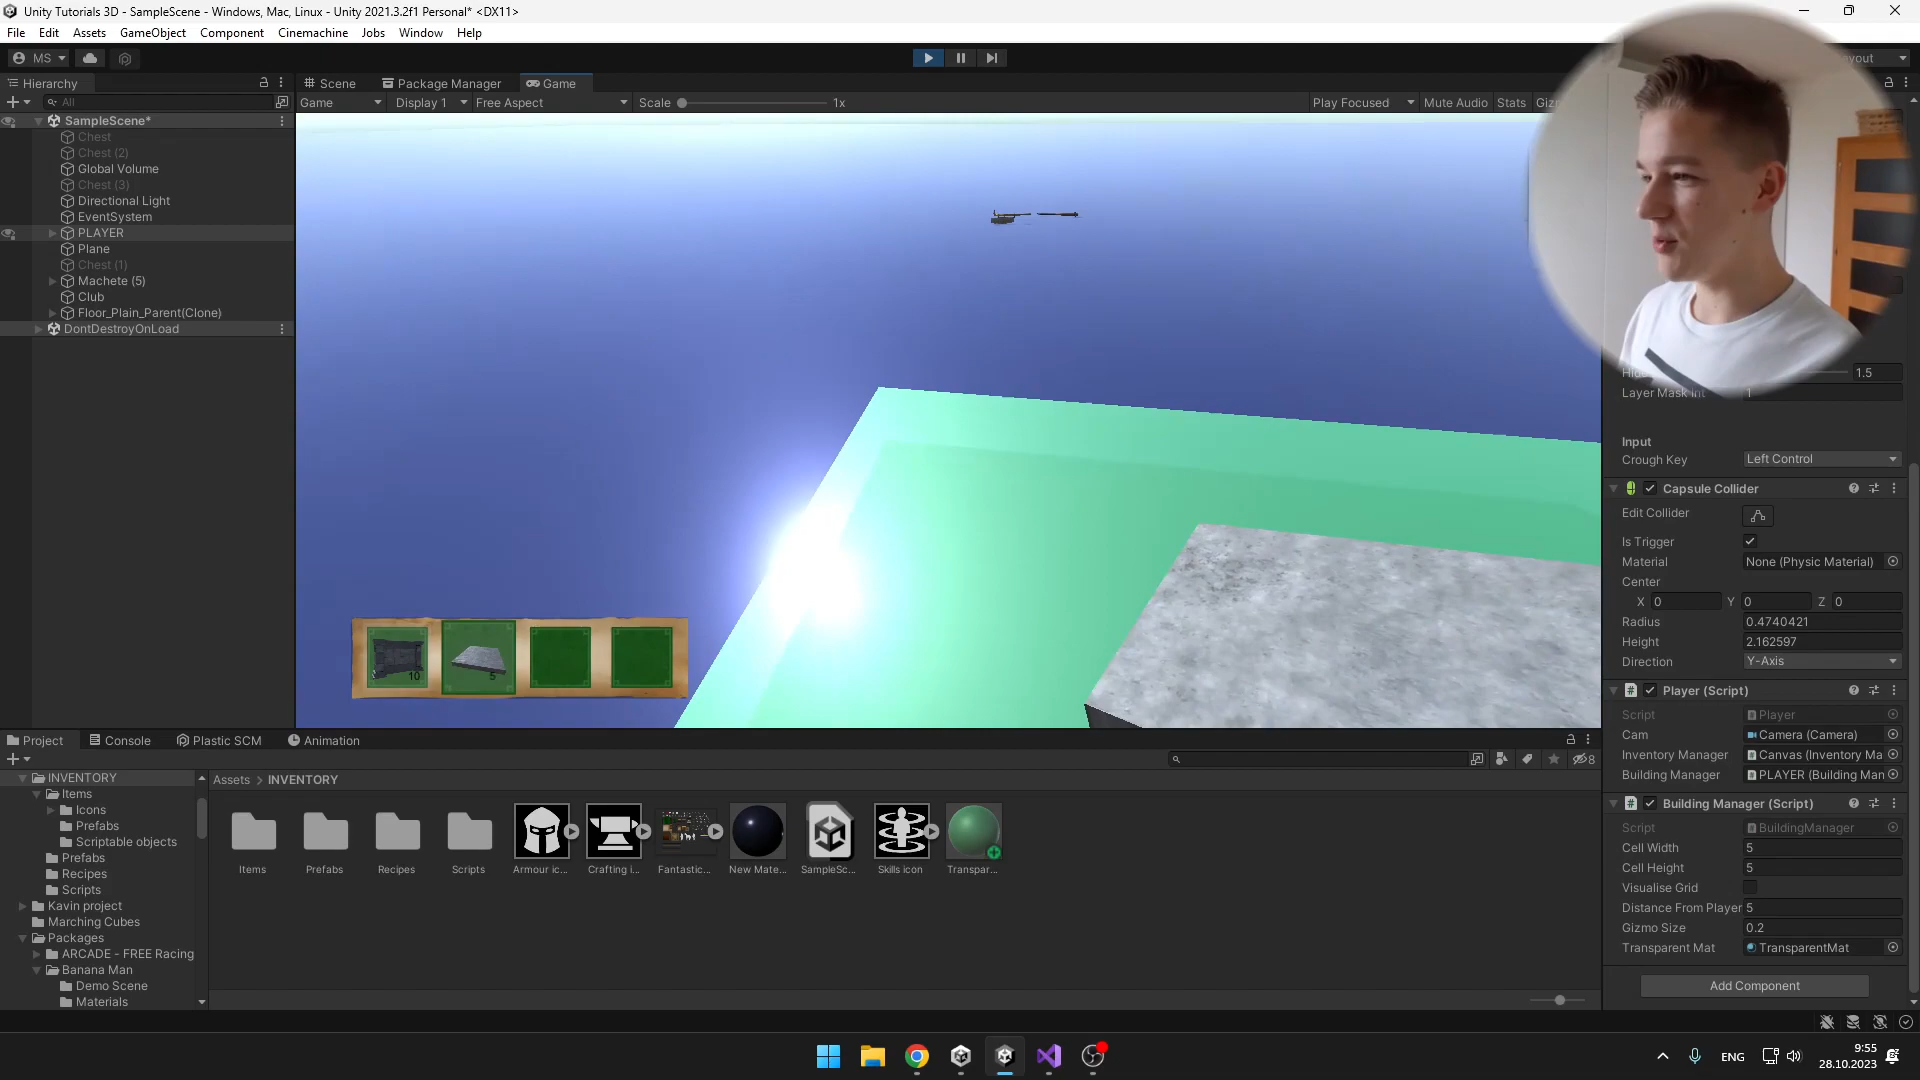 Unity Tutorials 3D - SampleScene - Windows, Mac, Linux - Unity 2021.3.2f1 Personal* <DX11>
File Edit Assets GameObject Component Cinemachine Jobs Window Help
MS
Hierarchy
Scene Package Manager Game
All
Game Display 1 Free Aspect Scale 1x Play Focused Mute Audio Stats
SampleScene*
Chest
Chest (2)
Global Volume
Chest (3)
Directional Light
EventSystem
PLAYER
Plane
Chest (1)
Machete (5)
Club
Floor_Plain_Parent(Clone)
DontDestroyOnLoad
10
5
1.5
Layer Mask Int 1
Input
Crough Key Left Control
Capsule Collider
Edit Collider
Is Trigger
Material None (Physic Material)
Center
X 0 Y 0 Z 0
Radius 0.4740421
Height 2.162597
Direction Y-Axis
Player (Script)
Script Player
Cam Camera (Camera)
Inventory Manager Canvas (Inventory Ma
Building Manager PLAYER (Building Man
Building Manager (Script)
Script BuildingManager
Cell Width 5
Cell Height 5
Visualise Grid
Distance From Player 5
Gizmo Size 0.2
Transparent Mat TransparentMat
Add Component
Project Console Plastic SCM Animation
8
INVENTORY
Items
Icons
Prefabs
Scriptable objects
Prefabs
Recipes
Scripts
Kavin project
Marching Cubes
Packages
ARCADE - FREE Racing
Banana Man
Demo Scene
Materials
Assets > INVENTORY
Items Prefabs Recipes Scripts Armour ic... Crafting i... Fantastic... New Mate... SampleSc... Skills icon Transpar...
ENG
9:55
28.10.2023